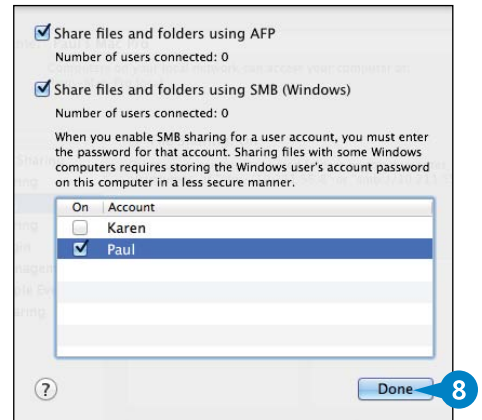 Share files and folders using AFP
Number of users connected: 0
Share files and folders using SMB (Windows)
Number of users connected: 0
When you enable SMB sharing for a user account, you must enter
the password for that account. Sharing files with some Windows
computers requires storing the Windows user's account password
on this computer in a less secure manner.
On Account
Karen
Paul
?
Done 8